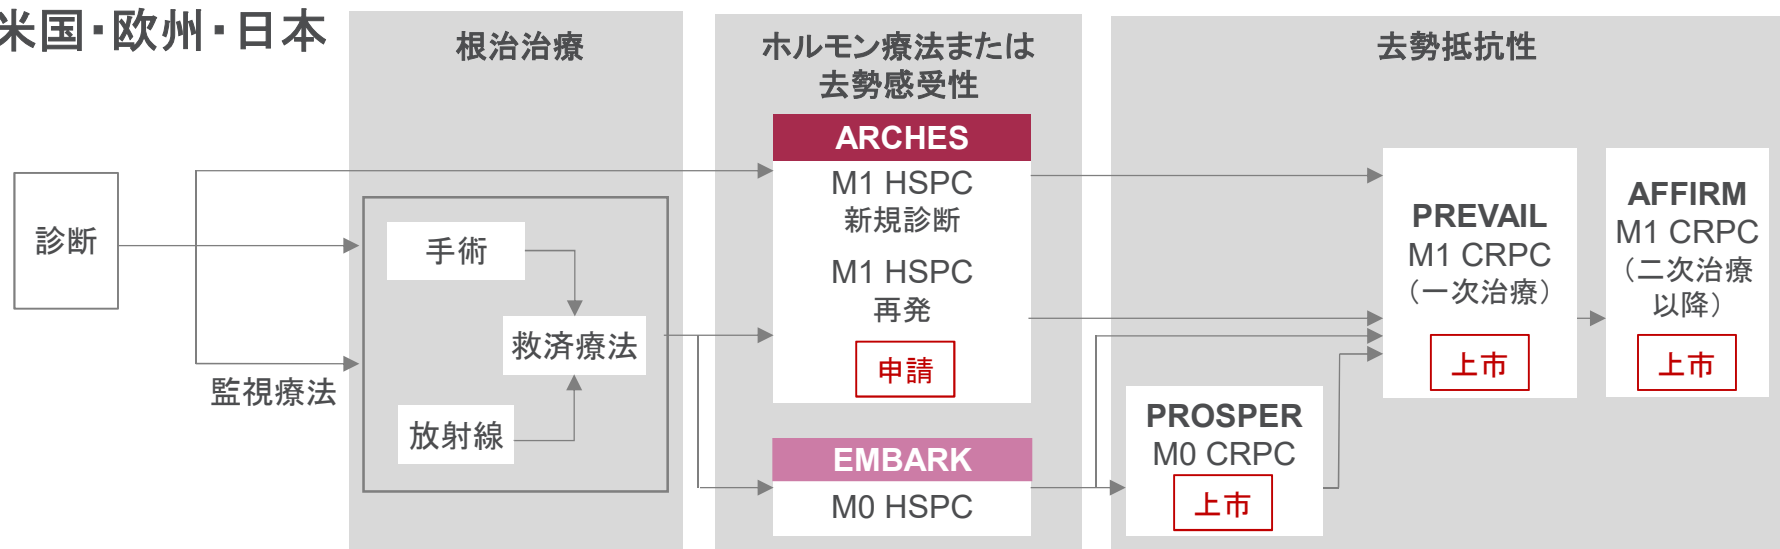 米国・欧州・日本
根治治療
ホルモン療法または
去勢感受性
去勢抵抗性
診断
監視療法
手術
救済療法
放射線
ARCHES
M1 HSPC
新規診断
M1 HSPC
再発
申請
EMBARK
M0 HSPC
PROSPER
M0 CRPC
上市
PREVAIL
M1 CRPC
（一次治療）
上市
AFFIRM
M1 CRPC
（二次治療
以降）
上市